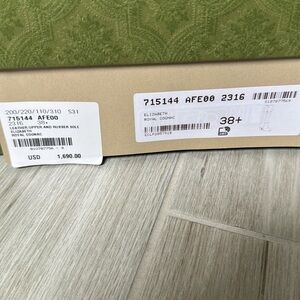 200/220/110/310 S31
715144 AFE00
2316 38+
LEATHER UPPER AND RUBBER SOLE
ELIZABETH
ROYAL COGNAC
USD 1,690.00
715144 AFE00 2316
ELIZABETH
ROYAL COGNAC
38+